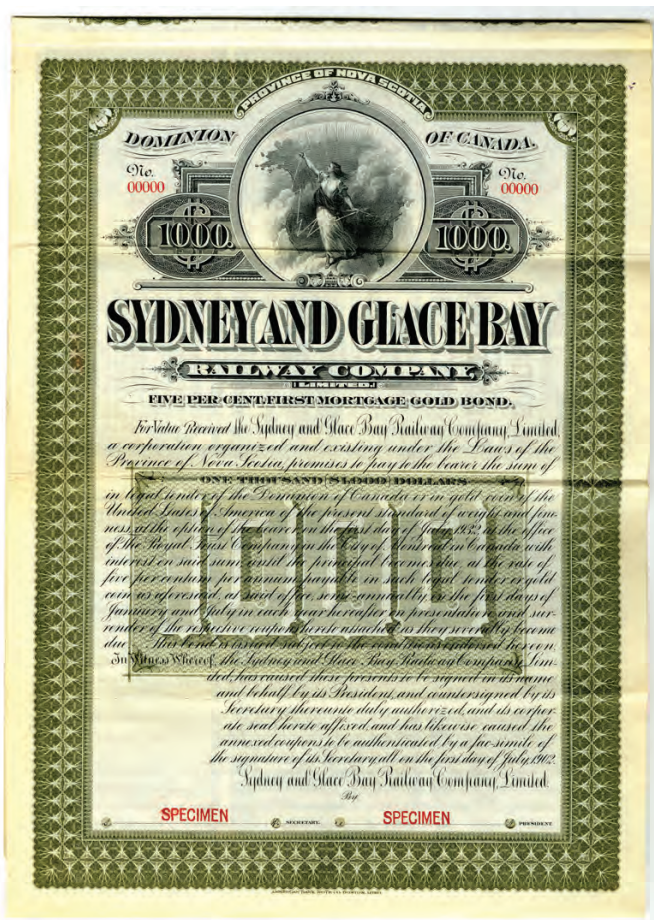 PROVINCE OF NOVA SCOTIA
DOMINION OF CANADA.
No. No.
00000 00000
$1000. $1000.
SYDNEY AND GLACE BAY
RAILWAY COMPANY,
LIMITED.
FIVE PER CENT. FIRST MORTGAGE GOLD BOND.
For Value Received the Sydney and Glace Bay Railway Company, Limited,
a corporation organized and existing under the Laws of the
Province of Nova Scotia, promises to pay to the bearer the sum of
ONE THOUSAND ($1,000) DOLLARS
in legal tender of the Dominion of Canada or in gold coin of the
United States of America of the present standard of weight and fine-
ness, at the option of the bearer on the first day of July, 1932, at the office
of The Royal Trust Company in the City of Montreal in Canada with
interest on said sum until the principal becomes due, at the rate of
five per centum per annum payable in such legal tender or gold
coin as aforesaid, at said office, semi-annually on the first days of
January and July in each year hereafter on presentation and sur-
render of the respective coupons hereto attached, as they severally become
due. This bond is issued subject to the conditions endorsed hereon.
In Witness Whereof, the Sydney and Glace Bay Railway Company, Lim-
ited, has caused these presents to be signed in its name
and behalf by its President, and countersigned by its
Secretary thereunto duly authorized, and its corpor-
ate seal hereto affixed, and has likewise caused the
annexed coupons to be authenticated by a fac-simile of
the signature of its Secretary, all on the first day of July, 1902.
Sydney and Glace Bay Railway Company, Limited.
By
SPECIMEN SPECIMEN
SECRETARY. PRESIDENT.
1000